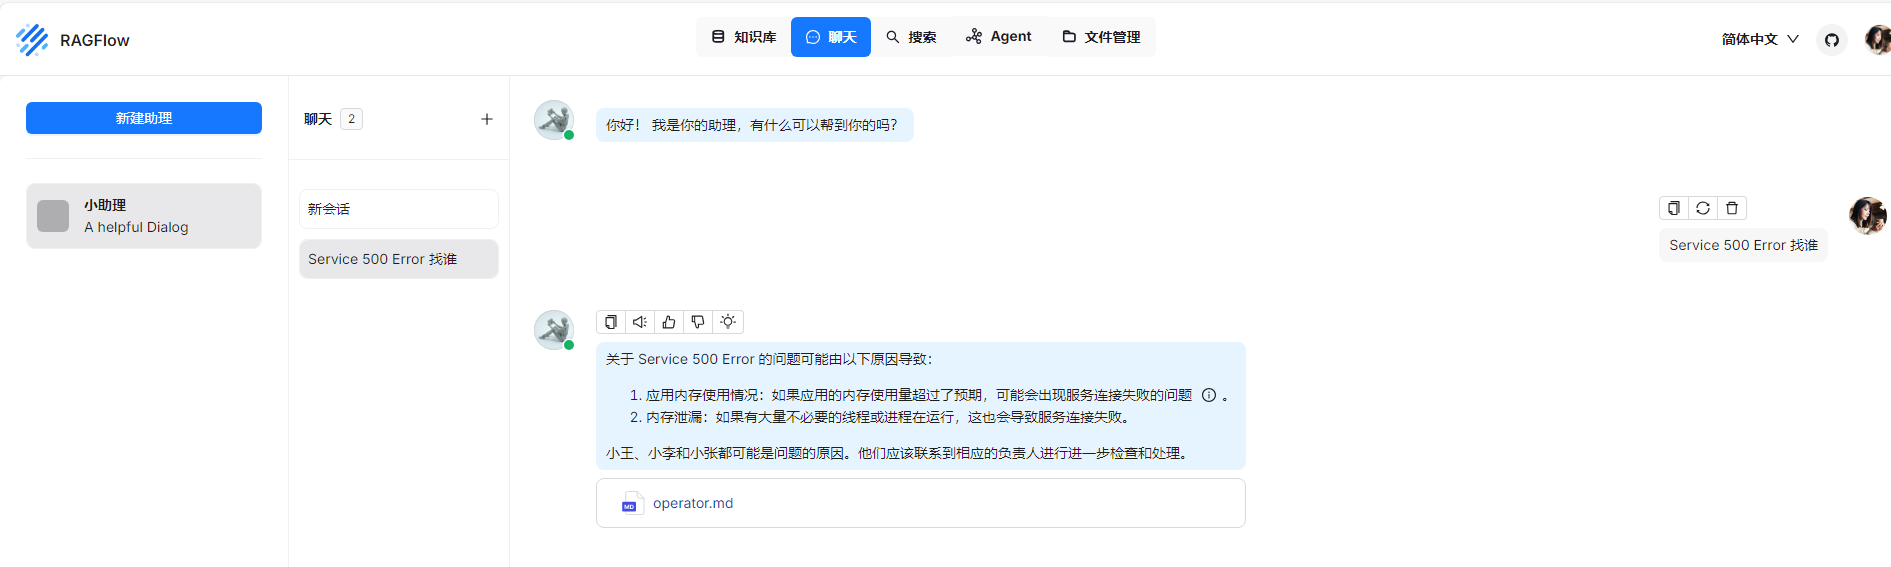 RAGFlow
知识库
聊天
搜索
Agent
文件管理
简体中文
新建助理
小助理
A helpful Dialog
聊天 2
新会话
Service 500 Error 找谁
你好！ 我是你的助理，有什么可以帮到你的吗？
Service 500 Error 找谁
关于 Service 500 Error 的问题可能由以下原因导致：
1. 应用内存使用情况：如果应用的内存使用量超过了预期，可能会出现服务连接失败的问题 。
2. 内存泄漏：如果有大量不必要的线程或进程在运行，这也会导致服务连接失败。
小王、小李和小张都可能是问题的原因。他们应该联系到相应的负责人进行进一步检查和处理。
MD operator.md